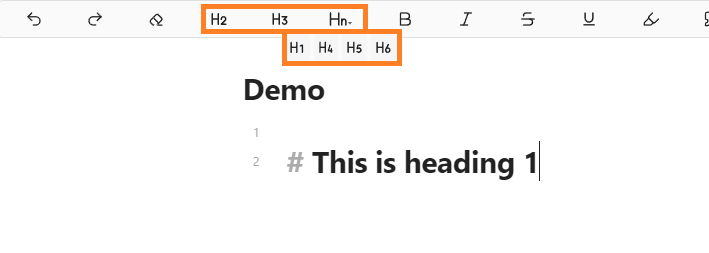 H2 H3 Hn B I S U
H1 H4 H5 H6
Demo
1
2 # This is heading 1